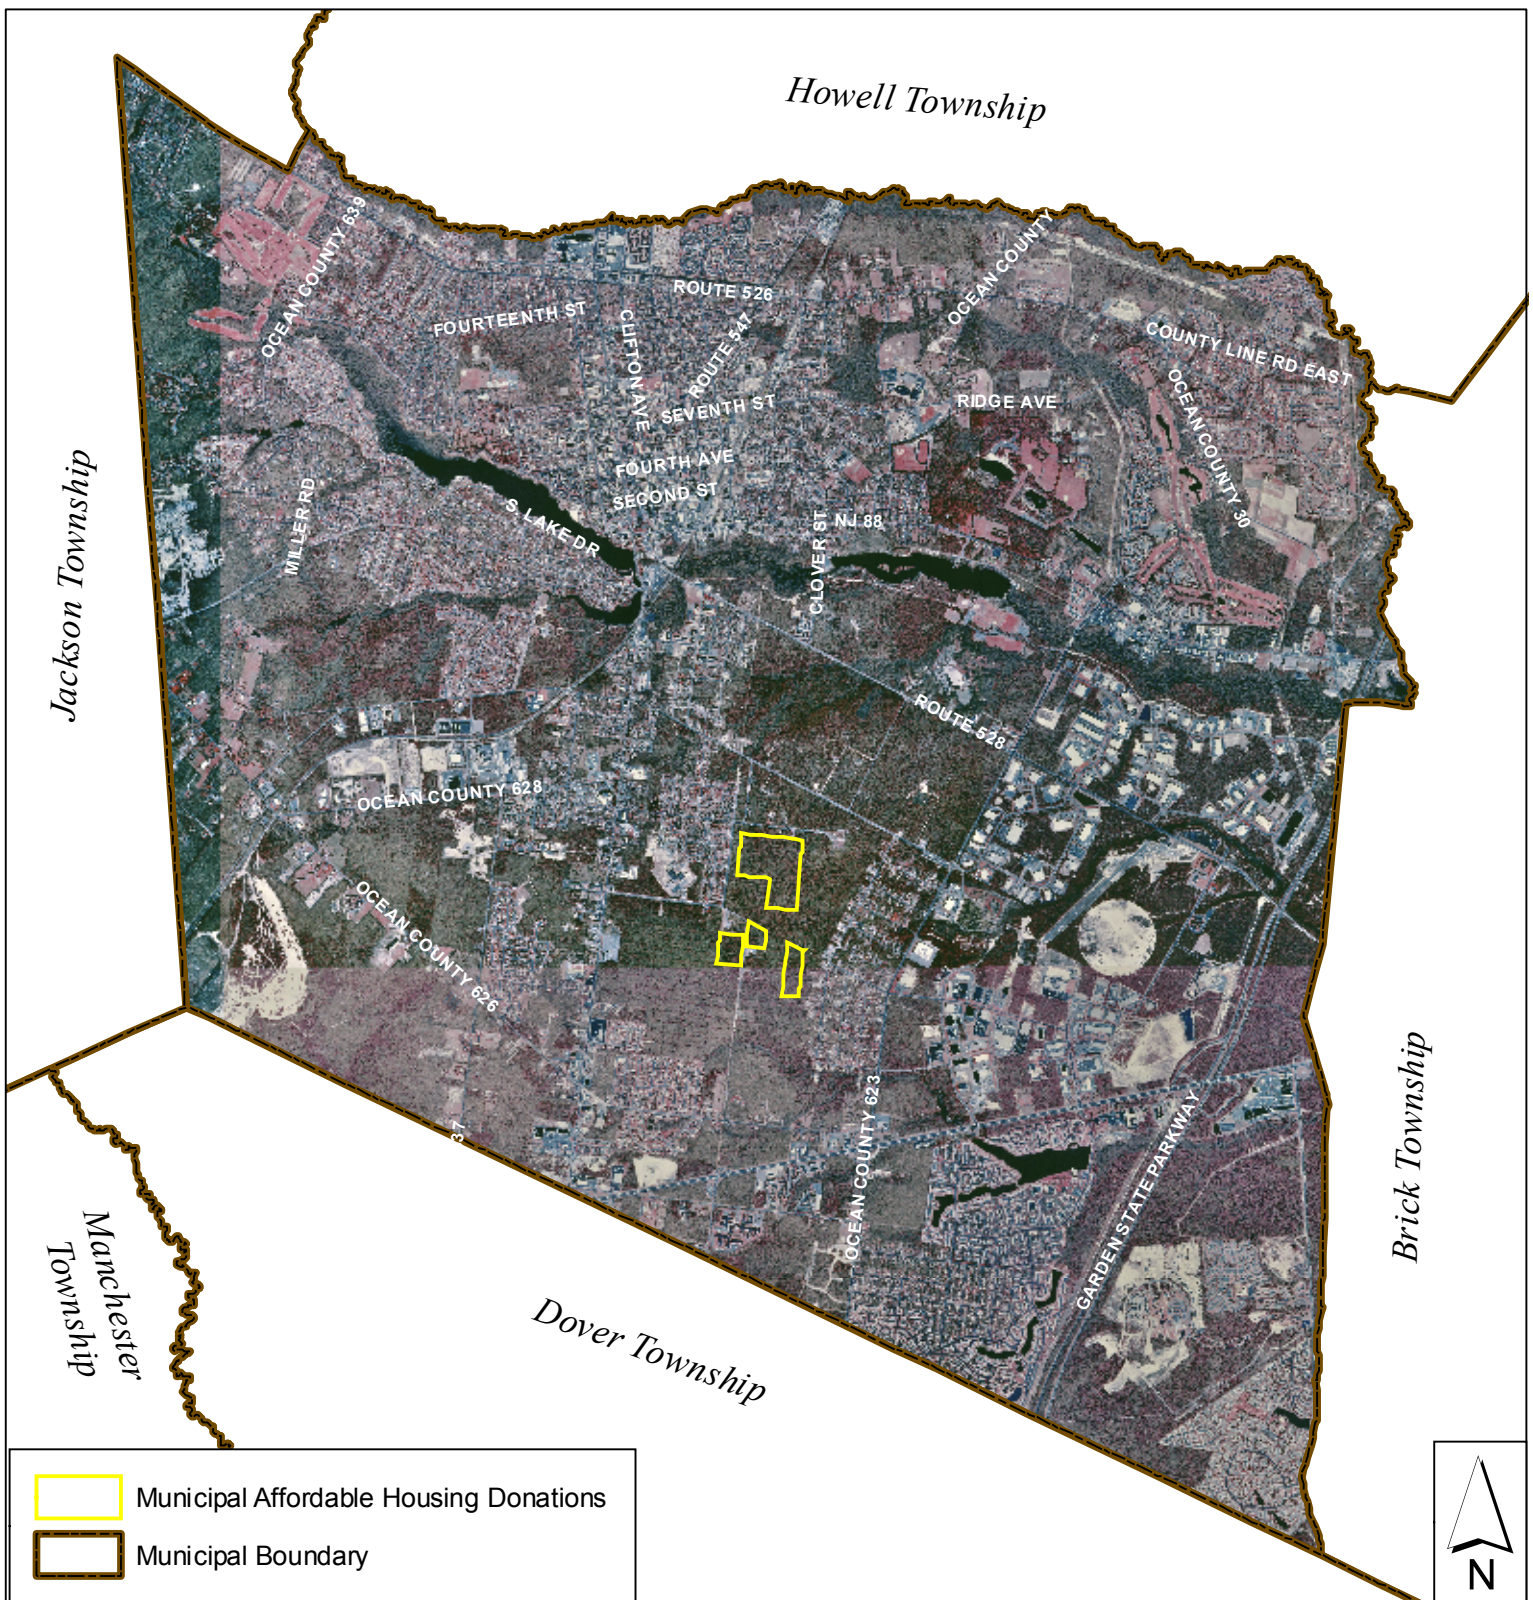 Howell Township
OCEAN COUNTY 639
OCEAN COUNTY
ROUTE 526
FOURTEENTH ST
CLIFTON AVE
ROUTE 547
COUNTY LINE RD EAST
OCEAN COUNTY 30
SEVENTH ST
RIDGE AVE
FOURTH AVE
SECOND ST
Jackson Township
MILLER RD
S LAKE DR
CLOVER ST
NJ 88
ROUTE 528
OCEAN COUNTY 628
OCEAN COUNTY 626
OCEAN COUNTY 623
37
GARDEN STATE PARKWAY
Brick Township
Manchester
Township
Dover Township
Municipal Affordable Housing Donations
Municipal Boundary
N